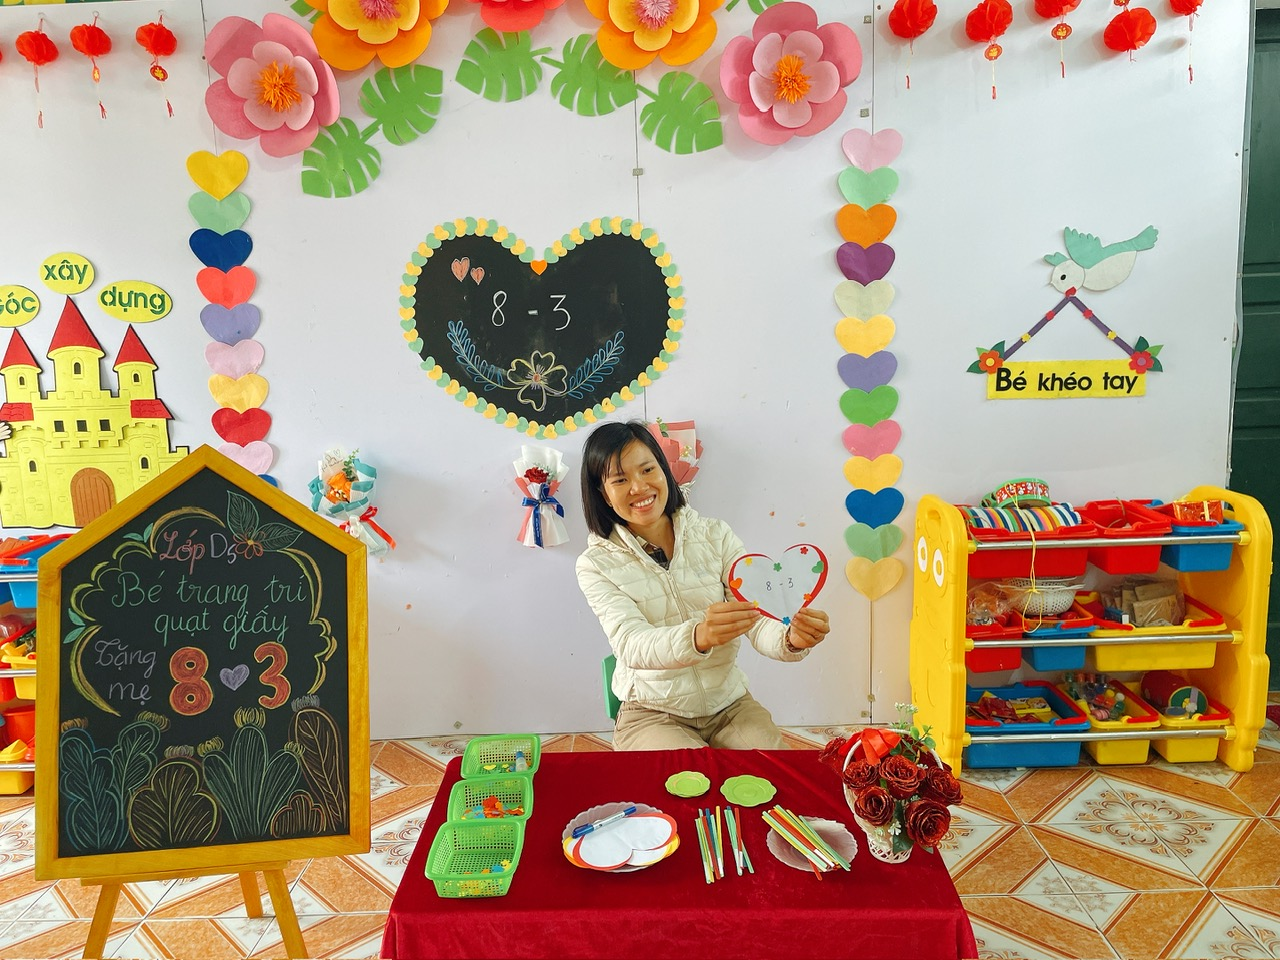 góc
xây
dựng
8 - 3
Bé khéo tay
8 - 3
Lớp D5
Bé trang trí
quạt giấy
Tặng
mẹ
8 3